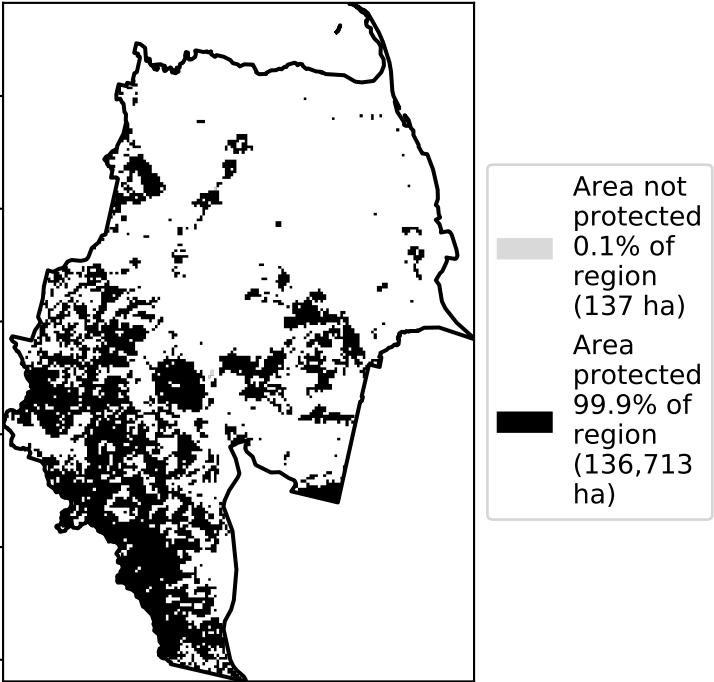 Area not
protected
0.1% of
region
(137 ha)
Area
protected
99.9% of
region
(136,713
ha)